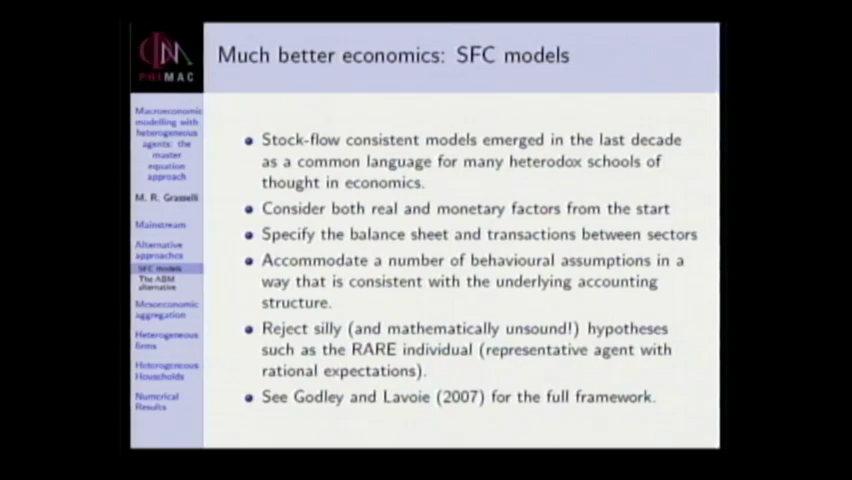 Much better economics: SFC models
PRIMAC
Macroeconomic
modelling with
heterogeneous
agents: the
master
equation
approach
M. R. Grasselli
Mainstream
Alternative
approaches
SFC models
The ABM
alternative
Mesoeconomic
aggregation
Heterogeneous
firms
Heterogeneous
Households
Numerical
Results
Stock-flow consistent models emerged in the last decade
as a common language for many heterodox schools of
thought in economics.
Consider both real and monetary factors from the start
Specify the balance sheet and transactions between sectors
Accommodate a number of behavioural assumptions in a
way that is consistent with the underlying accounting
structure.
Reject silly (and mathematically unsound!) hypotheses
such as the RARE individual (representative agent with
rational expectations).
See Godley and Lavoie (2007) for the full framework.